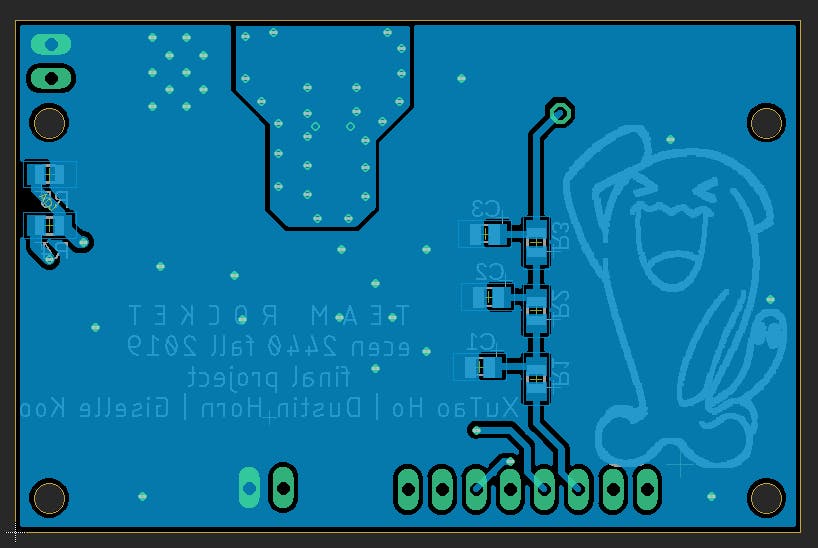 C3
R3
C2
R2
TEAM ROCKET
ecen 2440 fall 2019
C1
final project
R1
XuTao Ho | Dustin Horn | Giselle Koo